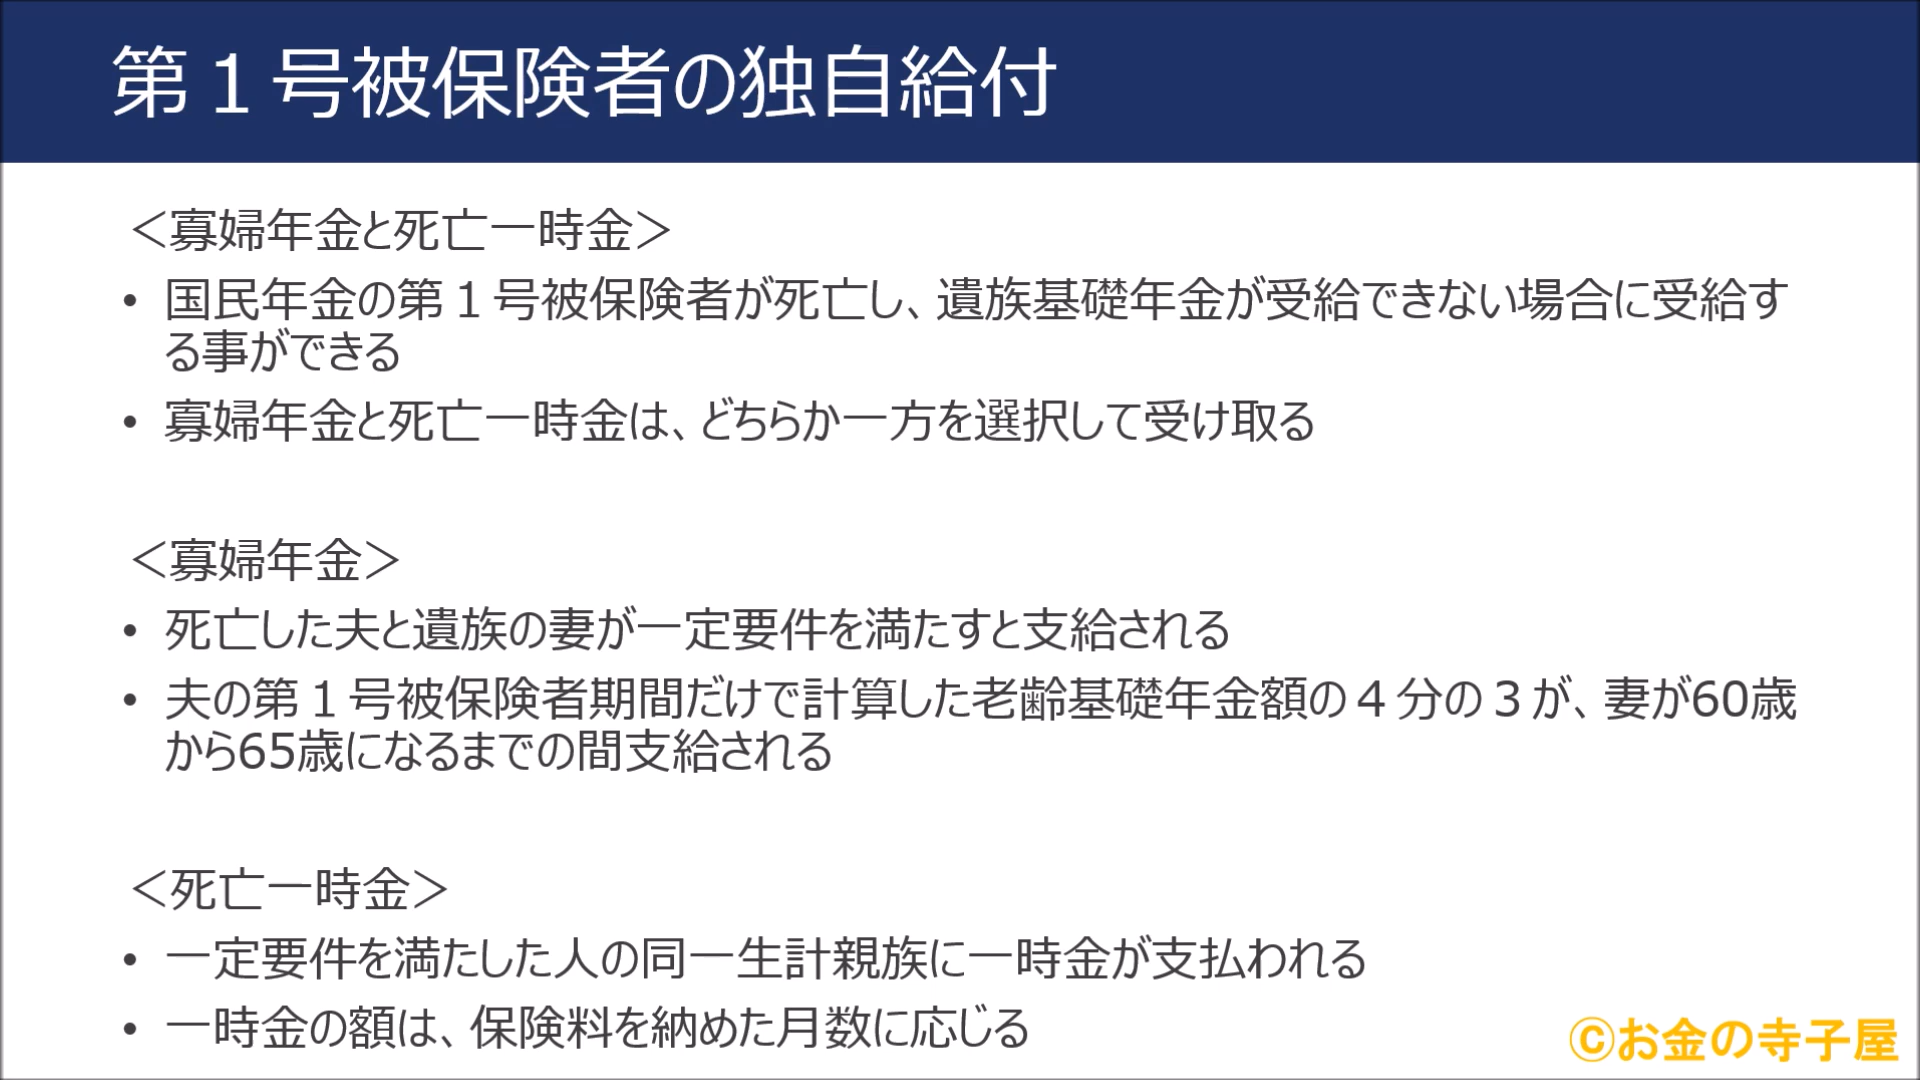 第１号被保険者の独自給付
＜寡婦年金と死亡一時金＞
• 国民年金の第１号被保険者が死亡し、遺族基礎年金が受給できない場合に受給す
る事ができる
• 寡婦年金と死亡一時金は、どちらか一方を選択して受け取る
＜寡婦年金＞
• 死亡した夫と遺族の妻が一定要件を満たすと支給される
• 夫の第１号被保険者期間だけで計算した老齢基礎年金額の４分の３が、妻が60歳
から65歳になるまでの間支給される
＜死亡一時金＞
• 一定要件を満たした人の同一生計親族に一時金が支払われる
• 一時金の額は、保険料を納めた月数に応じる
©お金の寺子屋